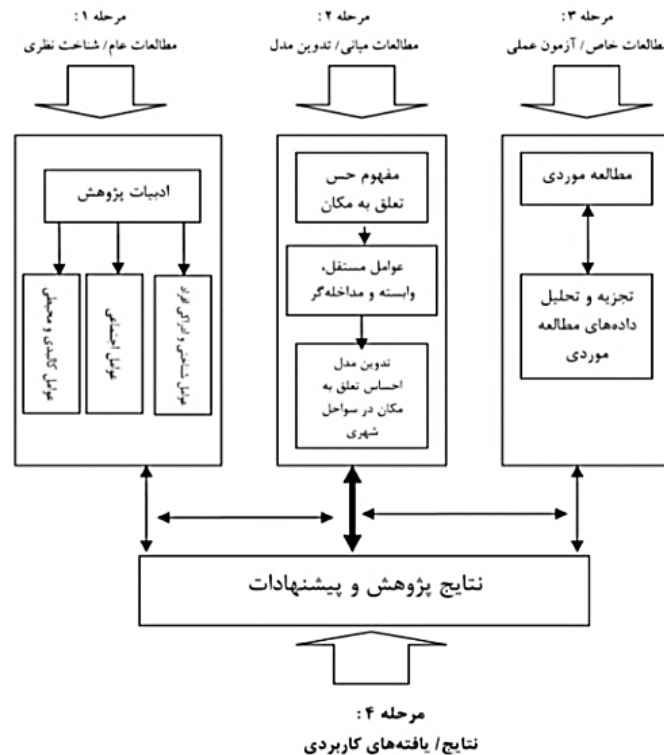 مرحله ۱:
مطالعات عام/ شناخت نظری
ادبیات پژوهش
عوامل شناختی و ادراکی افراد
عوامل اجتماعی
عوامل کالبدی و محیطی
مرحله ۲:
مطالعات میانی/ تدوین مدل
مفهوم حس
تعلق به مکان
عوامل مستقل،
وابسته و مداخله‌گر
تدوین مدل
احساس تعلق به
مکان در سواحل
شهری
مرحله ۳:
مطالعات خاص/ آزمون عملی
مطالعه موردی
تجزیه و تحلیل
داده‌های مطالعه
موردی
نتایج پژوهش و پیشنهادات
مرحله ۴:
نتایج/ یافته‌های کاربردی